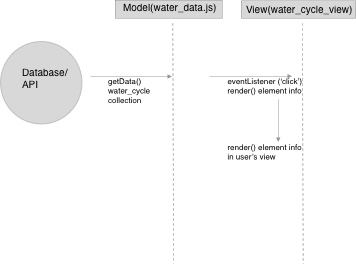 Model(water_data.js)
View(water_cycle_view)
Database/
API
getData()
water_cycle
collection
eventListener ('click')
render() element info
render() element info
in user's view